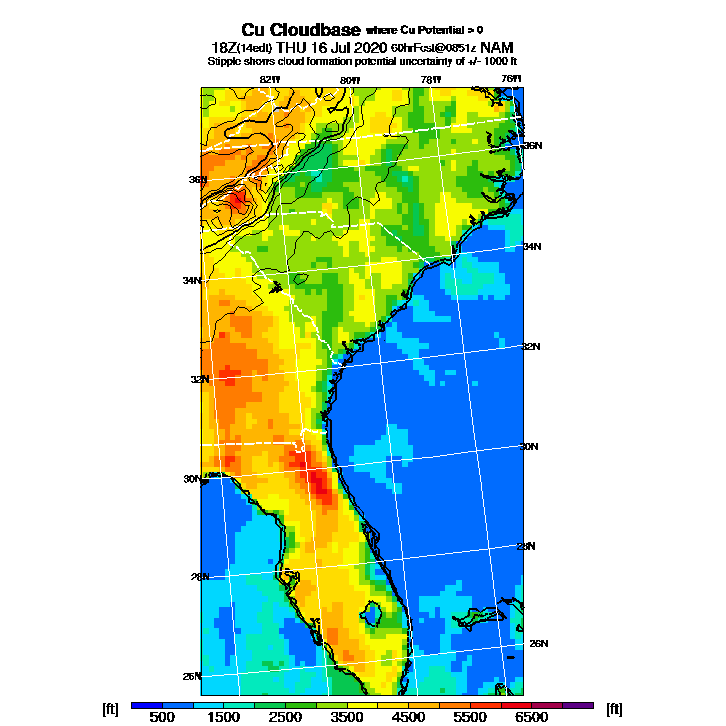 Cu Cloudbase where Cu Potential > 0
18Z(14edt) THU 16 Jul 2020 60hrFcst@0851z NAM
Stipple shows cloud formation potential uncertainty of +/- 1000 ft
82W 80W 78W 76W
36N 36N
34N 34N
32N 32N
30N 30N
28N 28N
26N 26N
[ft] 500 1500 2500 3500 4500 5500 6500 [ft]